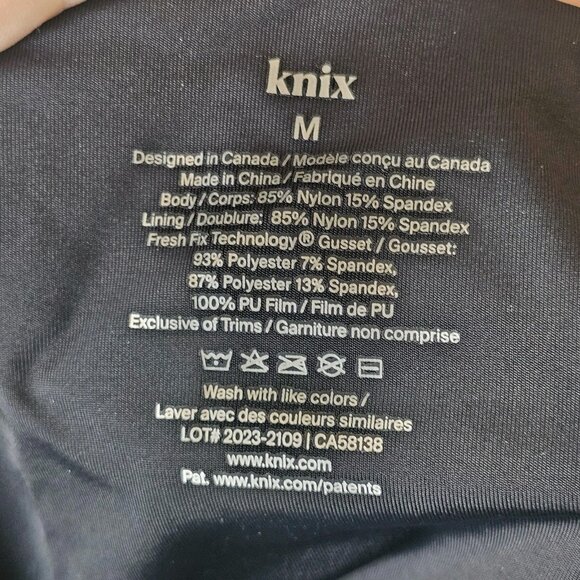 knix
M
Designed in Canada / Modèle conçu au Canada
Made in China / Fabriqué en Chine
Body / Corps: 85% Nylon 15% Spandex
Lining / Doublure: 85% Nylon 15% Spandex
Fresh Fix Technology® Gusset / Gousset:
93% Polyester 7% Spandex,
87% Polyester 13% Spandex,
100% PU Film / Film de PU
Exclusive of Trims / Garniture non comprise
Wash with like colors /
Laver avec des couleurs similaires
LOT# 2023-2109 | CA58138
www.knix.com
Pat. www.knix.com/patents